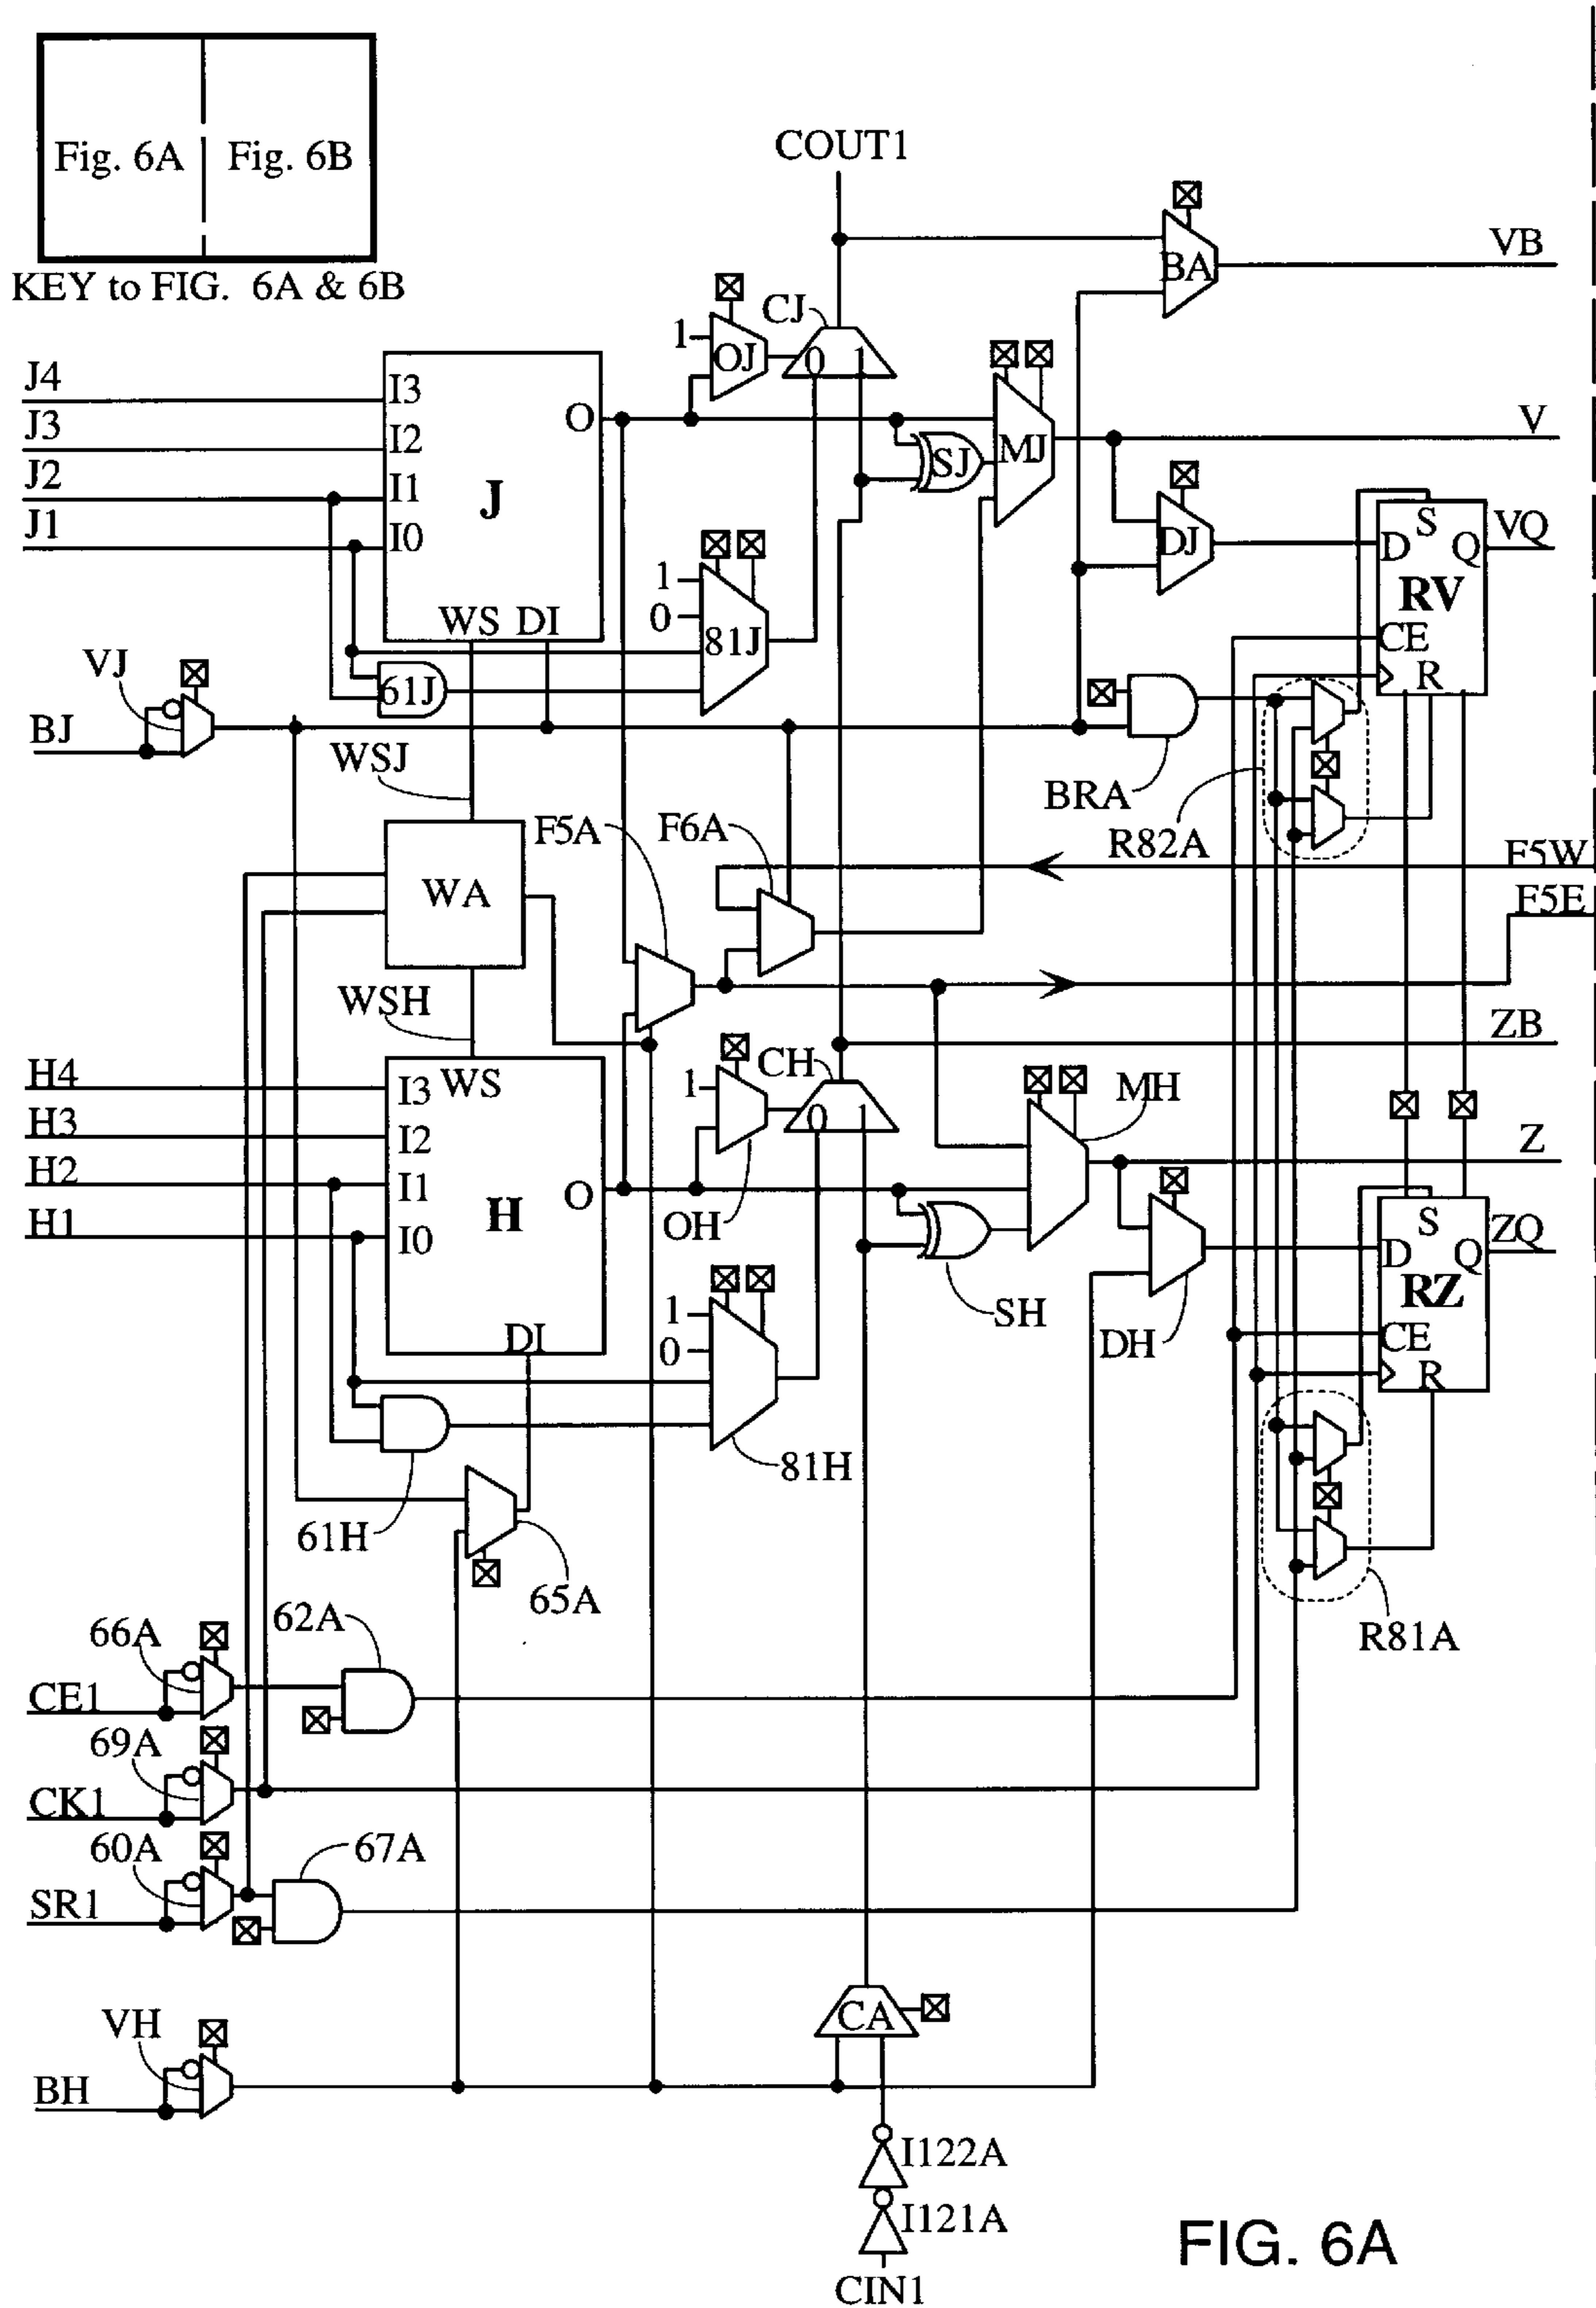 Fig. 6A
Fig. 6B
KEY to FIG. 6A & 6B
COUT1
BA
VB
CJ
1
OJ
0 1
J4
J3
J2
J1
I3
I2
I1
I0
O
J
WS DI
SJ
MJ
V
DJ
S
D
Q
VQ
RV
CE
R
1
0
81J
61J
VJ
BJ
WSJ
BRA
R82A
F5A
F6A
F5W
F5E
WA
WSH
ZB
CH
H4
H3
H2
H1
WS
I3
I2
I1
I0
H
O
DI
1
0 1
OH
MH
Z
SH
DH
S
D
Q
ZQ
RZ
CE
R
1
0
81H
61H
65A
R81A
66A
62A
CE1
69A
CK1
60A
67A
SR1
VH
BH
CA
I122A
I121A
CIN1
FIG. 6A